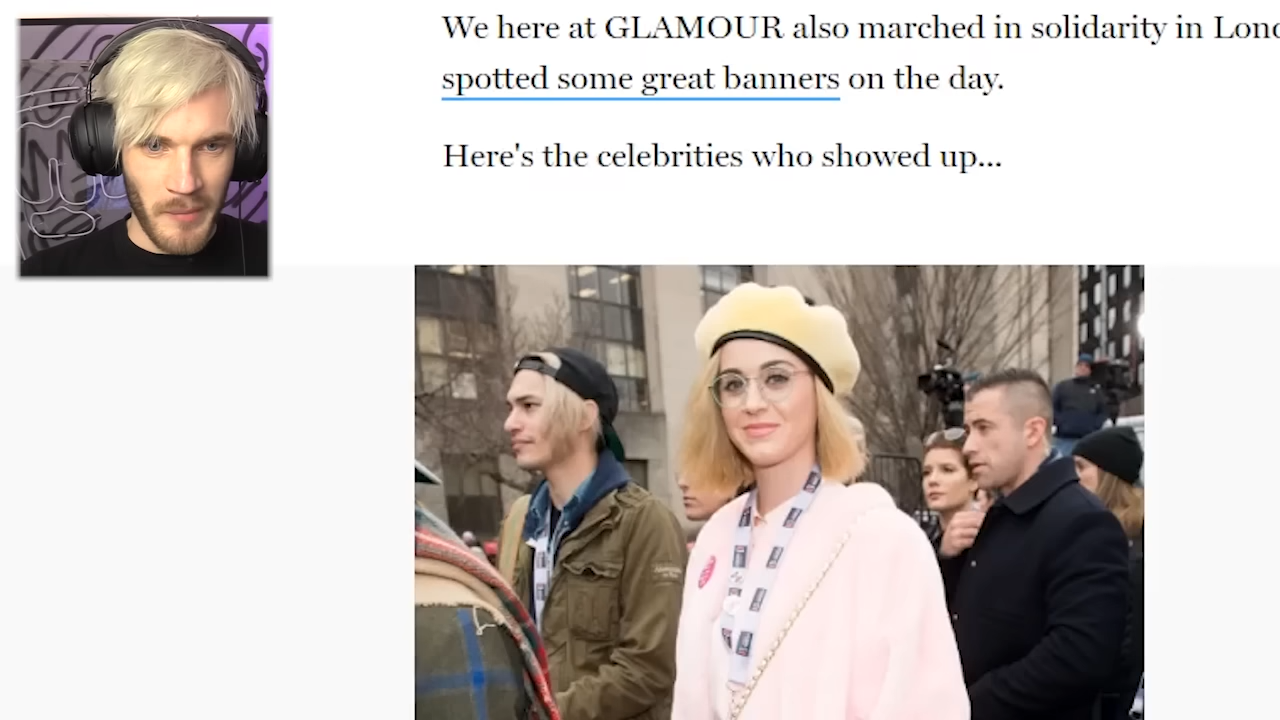 We here at GLAMOUR also marched in solidarity in
spotted some great banners on the day.
Here's the celebrities who showed up...